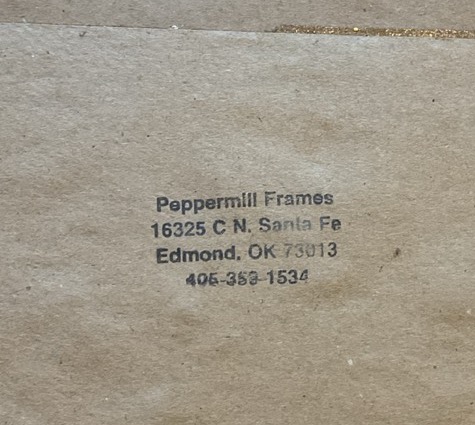 Peppermill Frames
16325 C N. Santa Fe
Edmond, OK 73013
405-359-1534